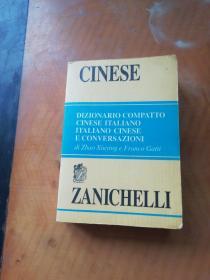 CINESE
DIZIONARIO COMPATTO
CINESE ITALIANO
ITALIANO CINESE
E CONVERSAZIONI
di Zhao Xiuying e Franco Gatti
ZANICHELLI